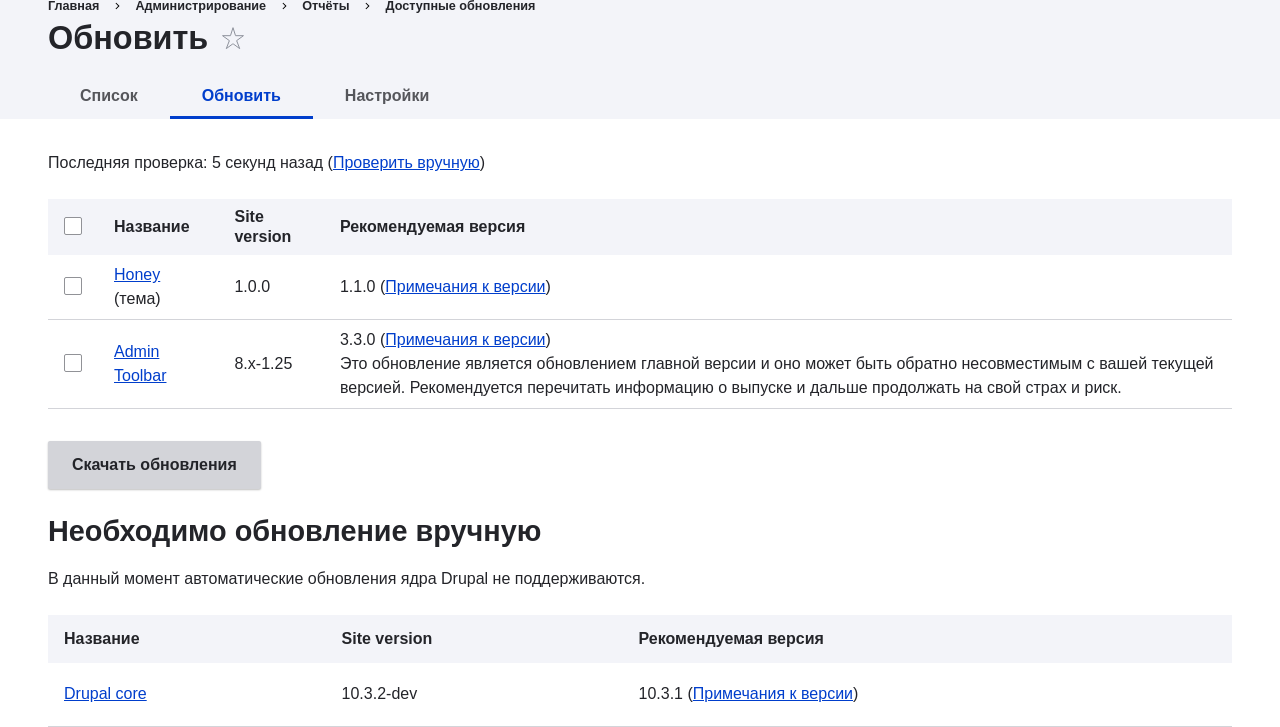 Главная › Администрирование › Отчёты › Доступные обновления
Обновить ☆
Список Обновить Настройки
Последняя проверка: 5 секунд назад (Проверить вручную)
Название Site version Рекомендуемая версия
Honey (тема) 1.0.0 1.1.0 (Примечания к версии)
Admin Toolbar 8.x-1.25 3.3.0 (Примечания к версии)
Это обновление является обновлением главной версии и оно может быть обратно несовместимым с вашей текущей
версией. Рекомендуется перечитать информацию о выпуске и дальше продолжать на свой страх и риск.
Скачать обновления
Необходимо обновление вручную
В данный момент автоматические обновления ядра Drupal не поддерживаются.
Название Site version Рекомендуемая версия
Drupal core 10.3.2-dev 10.3.1 (Примечания к версии)